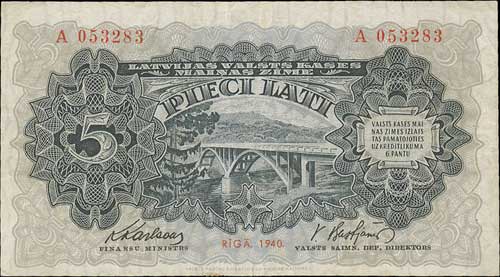 A 053283 A 053283
LATVIJAS VALSTS KASES
MAIŅAS ZĪME
PIECI LATI
5
VALSTS KASES MAI-
ŅAS ZĪMES IZLAIS-
TAS PAMATOJOTIES
UZ KREDITLIKUMA
6. PANTU
FINANSU MINISTRS
RĪGĀ, 1940.
VALSTS SAIMN. DEP. DIREKTORS